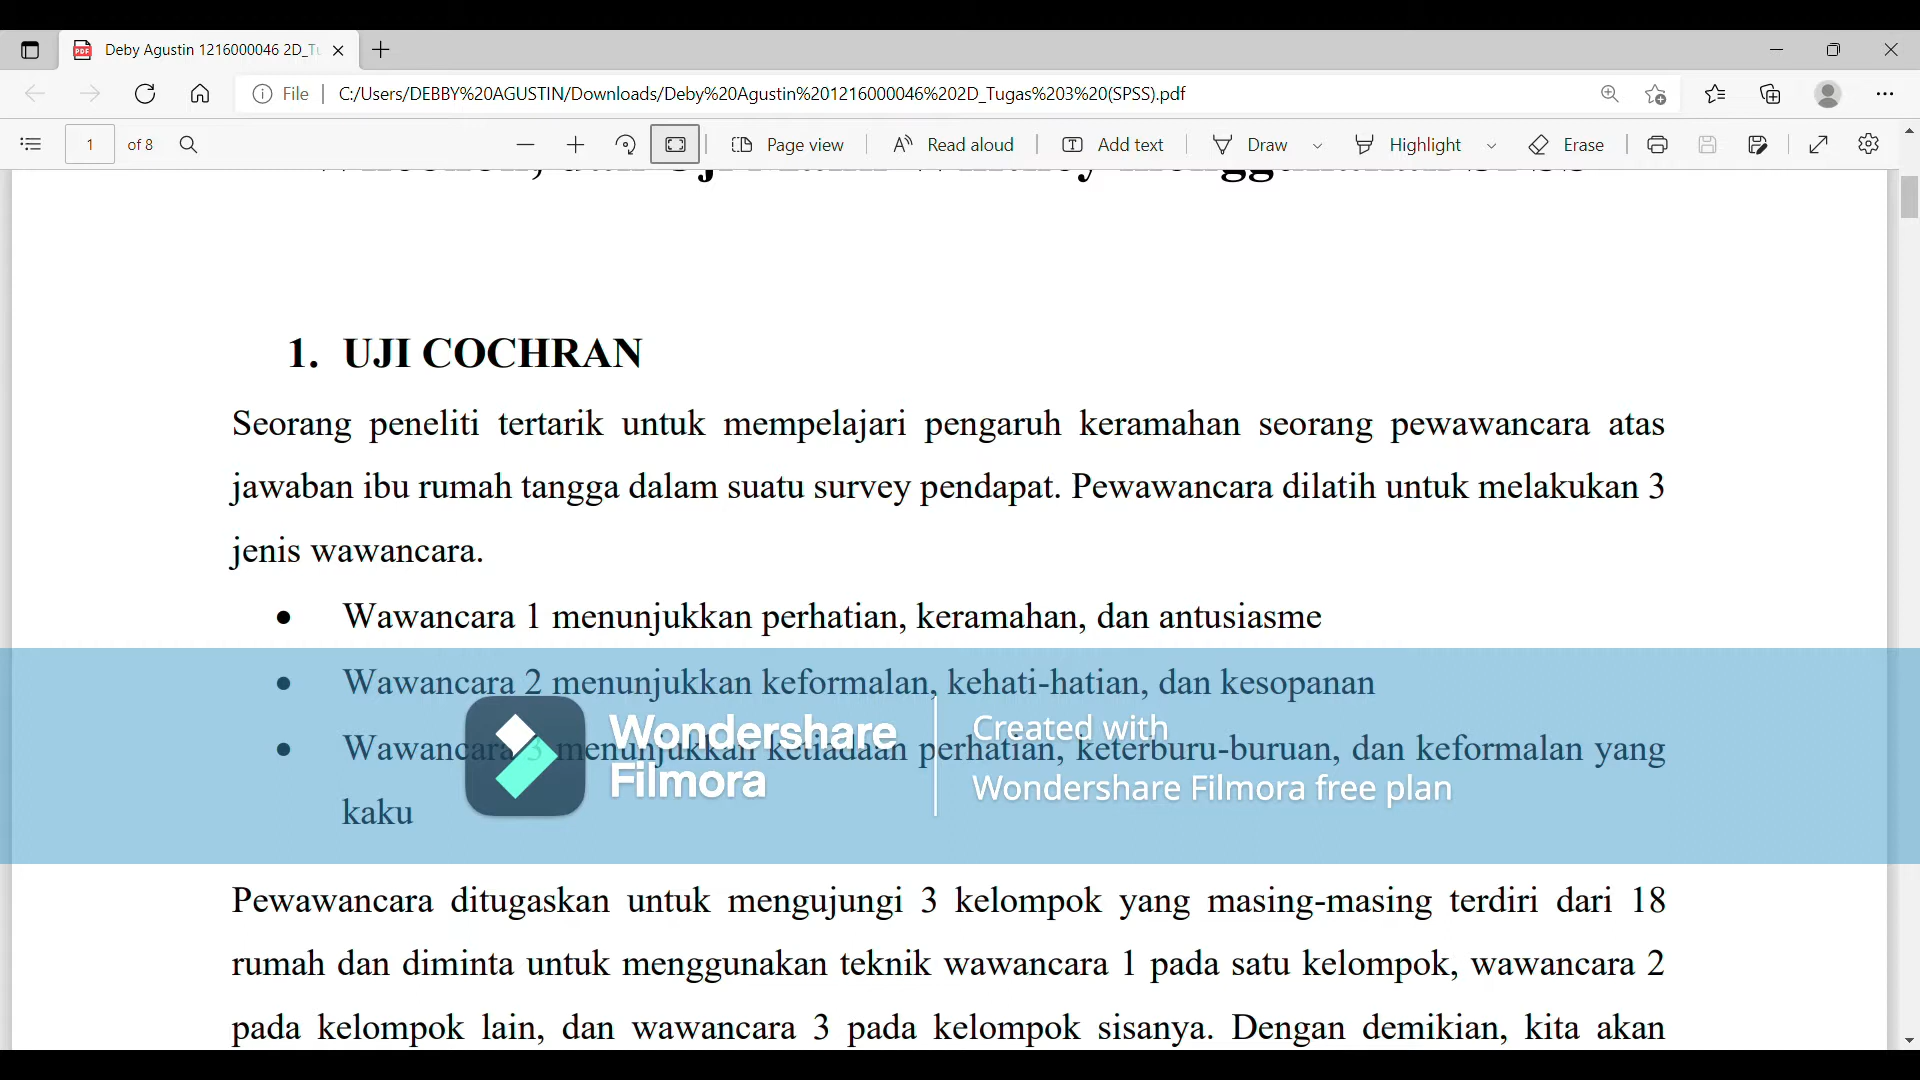 Deby Agustin 1216000046 2D_Tu
File
C:/Users/DEBBY%20AGUSTIN/Downloads/Deby%20Agustin%201216000046%202D_Tugas%203%20(SPSS).pdf
1 of 8
Page view
Read aloud
Add text
Draw
Highlight
Erase
1. UJI COCHRAN
Seorang peneliti tertarik untuk mempelajari pengaruh keramahan seorang pewawancara atas
jawaban ibu rumah tangga dalam suatu survey pendapat. Pewawancara dilatih untuk melakukan 3
jenis wawancara.
• Wawancara 1 menunjukkan perhatian, keramahan, dan antusiasme
• Wawancara 2 menunjukkan keformalan, kehati-hatian, dan kesopanan
• Wawancara 3 menunjukkan ketiadaan perhatian, keterburu-buruan, dan keformalan yang
kaku
Wondershare
Filmora
Created with
Wondershare Filmora free plan
Pewawancara ditugaskan untuk mengujungi 3 kelompok yang masing-masing terdiri dari 18
rumah dan diminta untuk menggunakan teknik wawancara 1 pada satu kelompok, wawancara 2
pada kelompok lain, dan wawancara 3 pada kelompok sisanya. Dengan demikian, kita akan